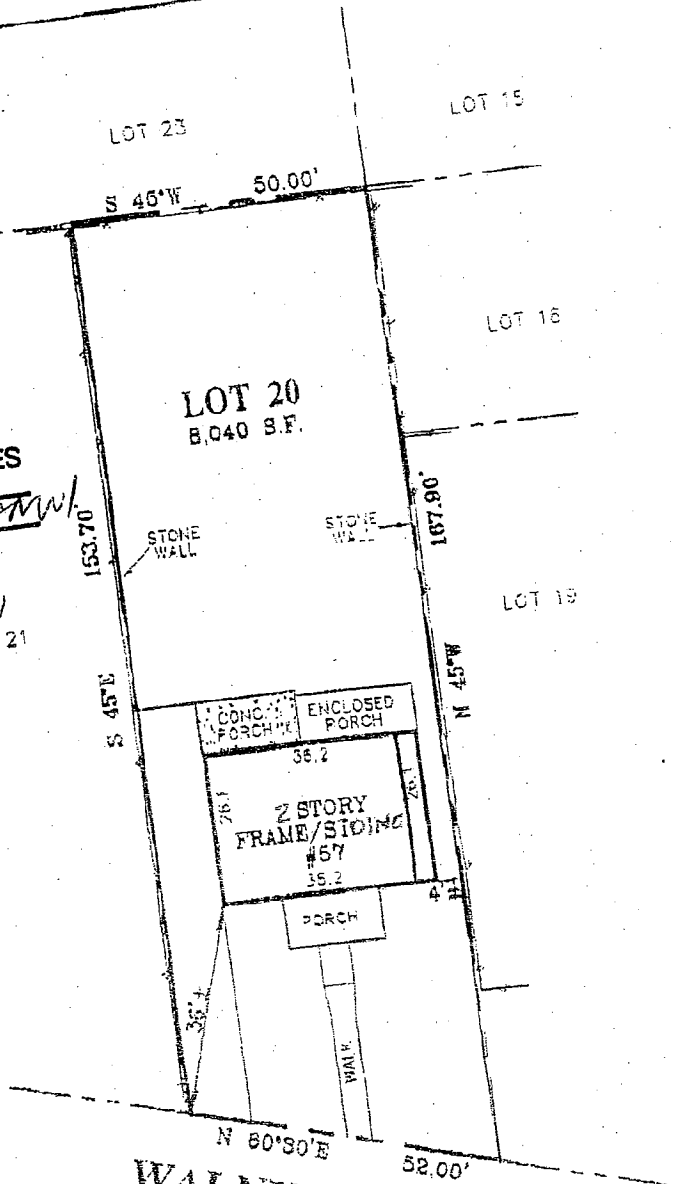 LOT 23
LOT 15
S 45°W 50.00'
LOT 16
LOT 20
8,040 S.F.
ES
STONE
WALL
STONE
WALL
153.70'
167.90'
LOT 19
21
S 45°E
N 45°W
CONC.
PORCH
ENCLOSED
PORCH
36.2
26.1
26.1
2 STORY
FRAME/SIDING
#57
35.2
4'
PORCH
WALK
N 60°30'E
52.00'